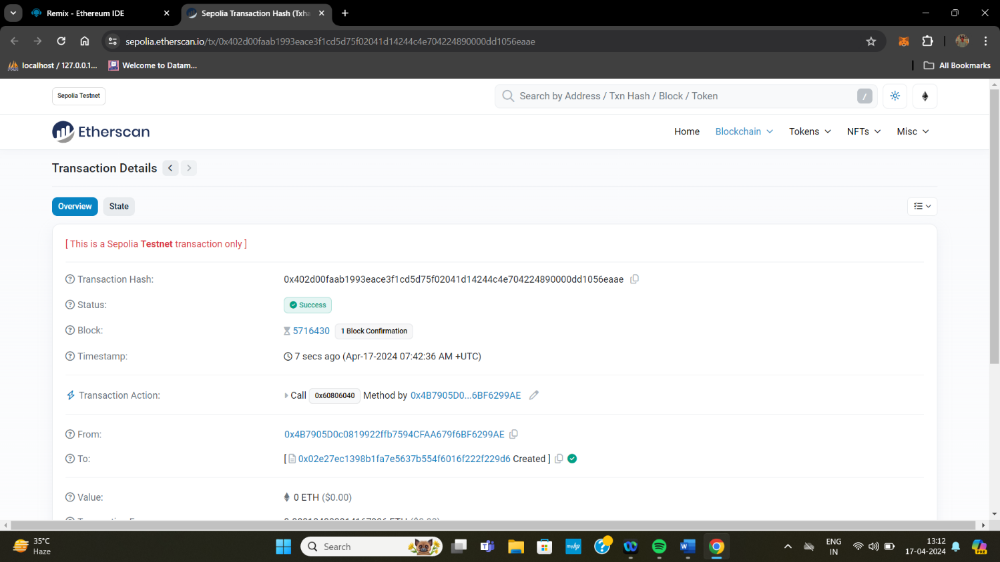 Remix - Ethereum IDE
Sepolia Transaction Hash (Txha
sepolia.etherscan.io/tx/0x402d00faab1993eace3f1cd5d75f02041d14244c4e704224890000dd1056eaae
localhost / 127.0.0.1...
Welcome to Datam...
All Bookmarks
Sepolia Testnet
Search by Address / Txn Hash / Block / Token
/
Etherscan
Home
Blockchain
Tokens
NFTs
Misc
Transaction Details
Overview
State
[ This is a Sepolia Testnet transaction only ]
Transaction Hash:
0x402d00faab1993eace3f1cd5d75f02041d14244c4e704224890000dd1056eaae
Status:
Success
Block:
5716430
1 Block Confirmation
Timestamp:
7 secs ago (Apr-17-2024 07:42:36 AM +UTC)
Transaction Action:
Call 0x60806040 Method by 0x4B7905D0...6BF6299AE
From:
0x4B7905D0c0819922ffb7594CFAA679f6BF6299AE
To:
[ 0x02e27ec1398b1fa7e5637b554f6016f222f229d6 Created ]
Value:
0 ETH ($0.00)
35°C
Haze
Search
myhp
ENG
IN
13:12
17-04-2024
PRE